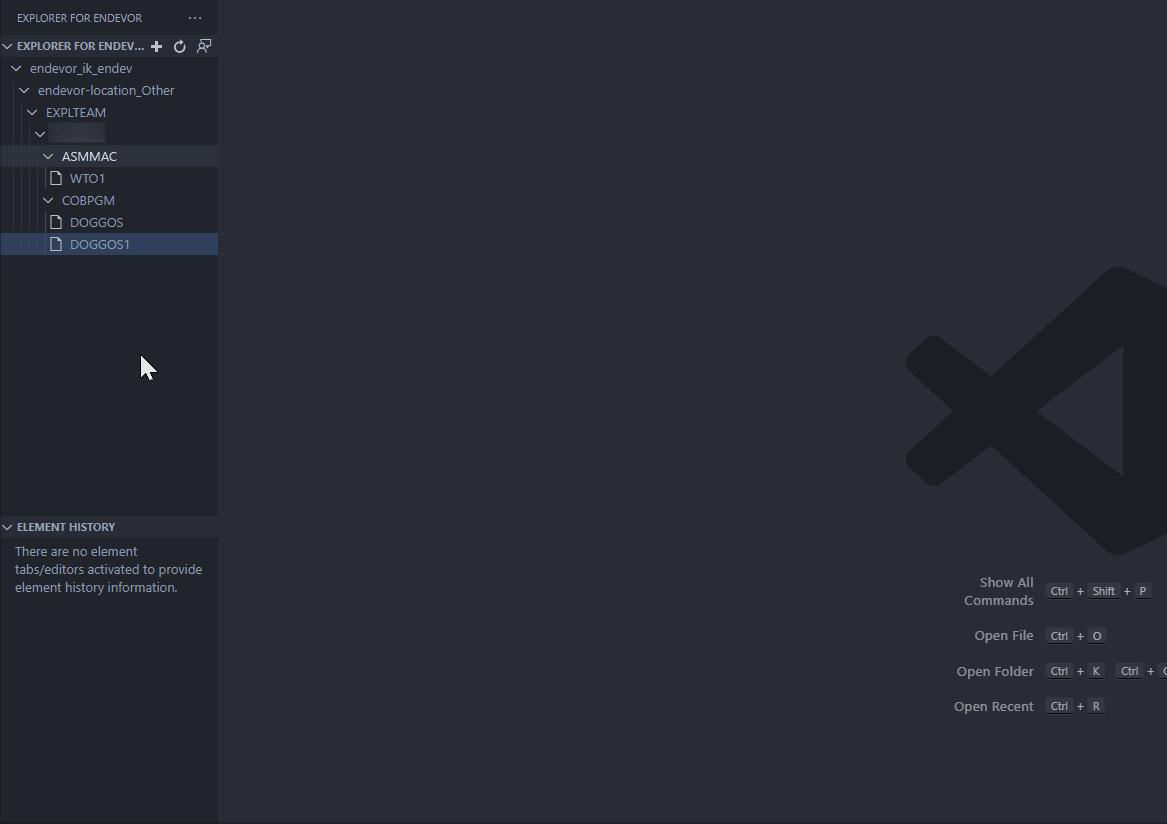 EXPLORER FOR ENDEVOR
EXPLORER FOR ENDEV...
endevor_ik_endev
endevor-location_Other
EXPLTEAM
ASMMAC
WTO1
COBPGM
DOGGOS
DOGGOS1
ELEMENT HISTORY
There are no element
tabs/editors activated to provide
element history information.
Show All
Commands
Ctrl + Shift + P
Open File Ctrl + O
Open Folder Ctrl + K Ctrl +
Open Recent Ctrl + R